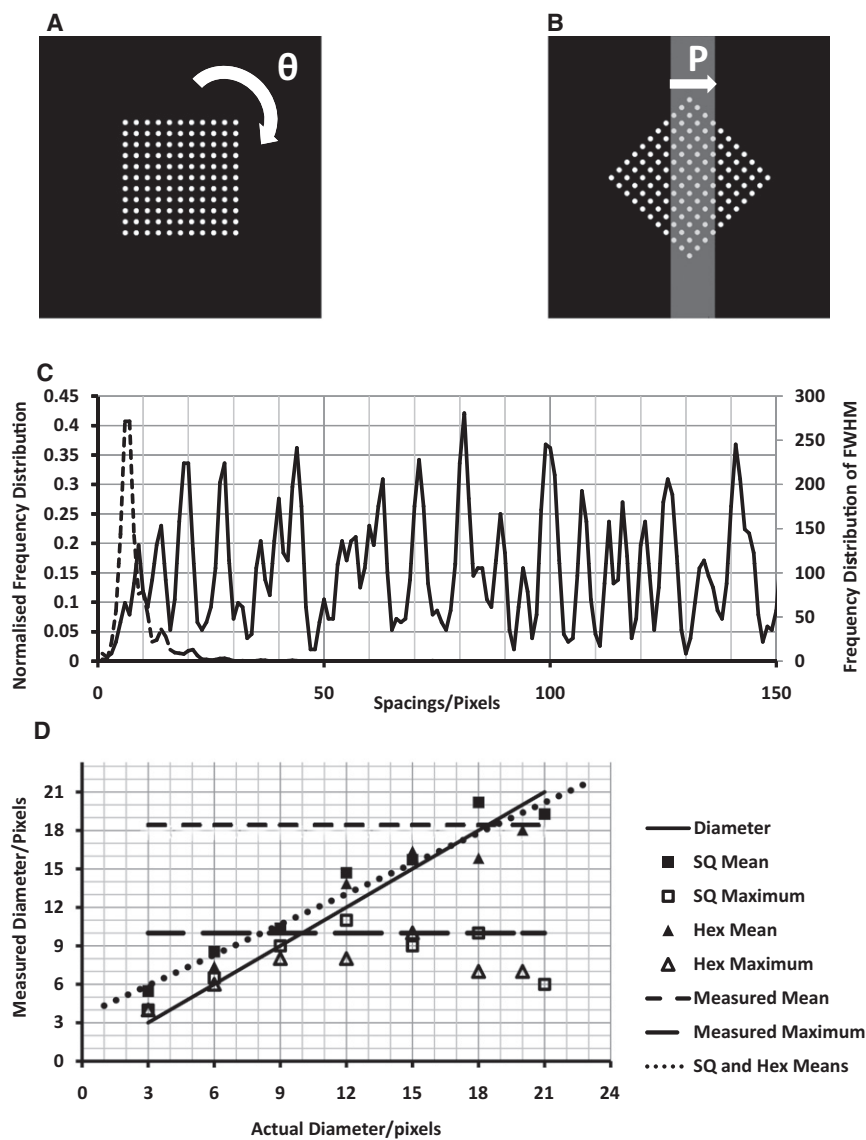 A
θ
B
P
C
Normalised Frequency Distribution
0.45
0.4
0.35
0.3
0.25
0.2
0.15
0.1
0.05
0
300
250
200
150
100
50
0
Frequency Distribution of FWHM
0
50
100
150
Spacings/Pixels
D
Measured Diameter/Pixels
21
18
15
12
9
6
3
0
0
3
6
9
12
15
18
21
24
Actual Diameter/pixels
Diameter
SQ Mean
SQ Maximum
Hex Mean
Hex Maximum
Measured Mean
Measured Maximum
SQ and Hex Means